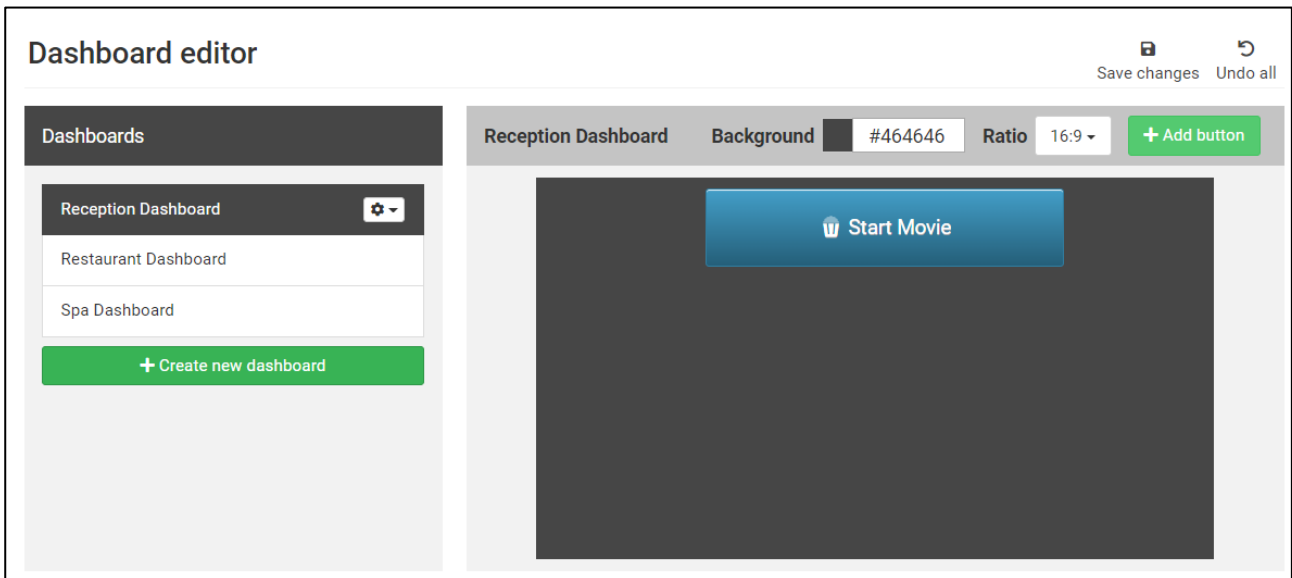 Dashboard editor
Save changes Undo all
Dashboards
Reception Dashboard
Restaurant Dashboard
Spa Dashboard
+ Create new dashboard
Reception Dashboard Background #464646 Ratio 16:9 + Add button
Start Movie